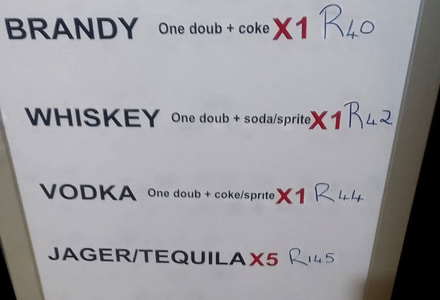 BRANDY One doub + coke X1 R40
WHISKEY One doub + soda/sprite X1 R42
VODKA One doub + coke/sprite X1 R44
JAGER/TEQUILA X5 R145